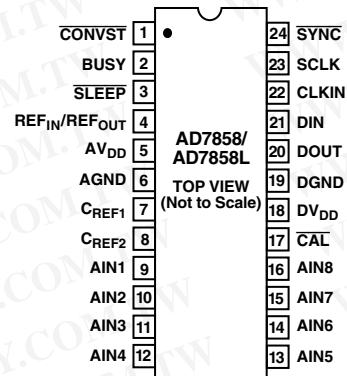 CONVST 1
BUSY 2
SLEEP 3
REFIN/REFOUT 4
AVDD 5
AGND 6
CREF1 7
CREF2 8
AIN1 9
AIN2 10
AIN3 11
AIN4 12
AD7858/
AD7858L
TOP VIEW
(Not to Scale)
24 SYNC
23 SCLK
22 CLKIN
21 DIN
20 DOUT
19 DGND
18 DVDD
17 CAL
16 AIN8
15 AIN7
14 AIN6
13 AIN5